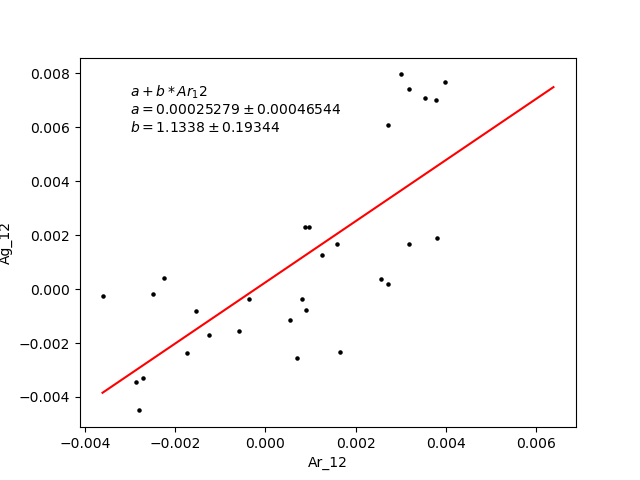 0.008
0.006
0.004
0.002
0.000
−0.002
−0.004
Ag_12
a + b * Ar₁2
a = 0.00025279 ± 0.00046544
b = 1.1338 ± 0.19344
−0.004 −0.002 0.000 0.002 0.004 0.006
Ar_12